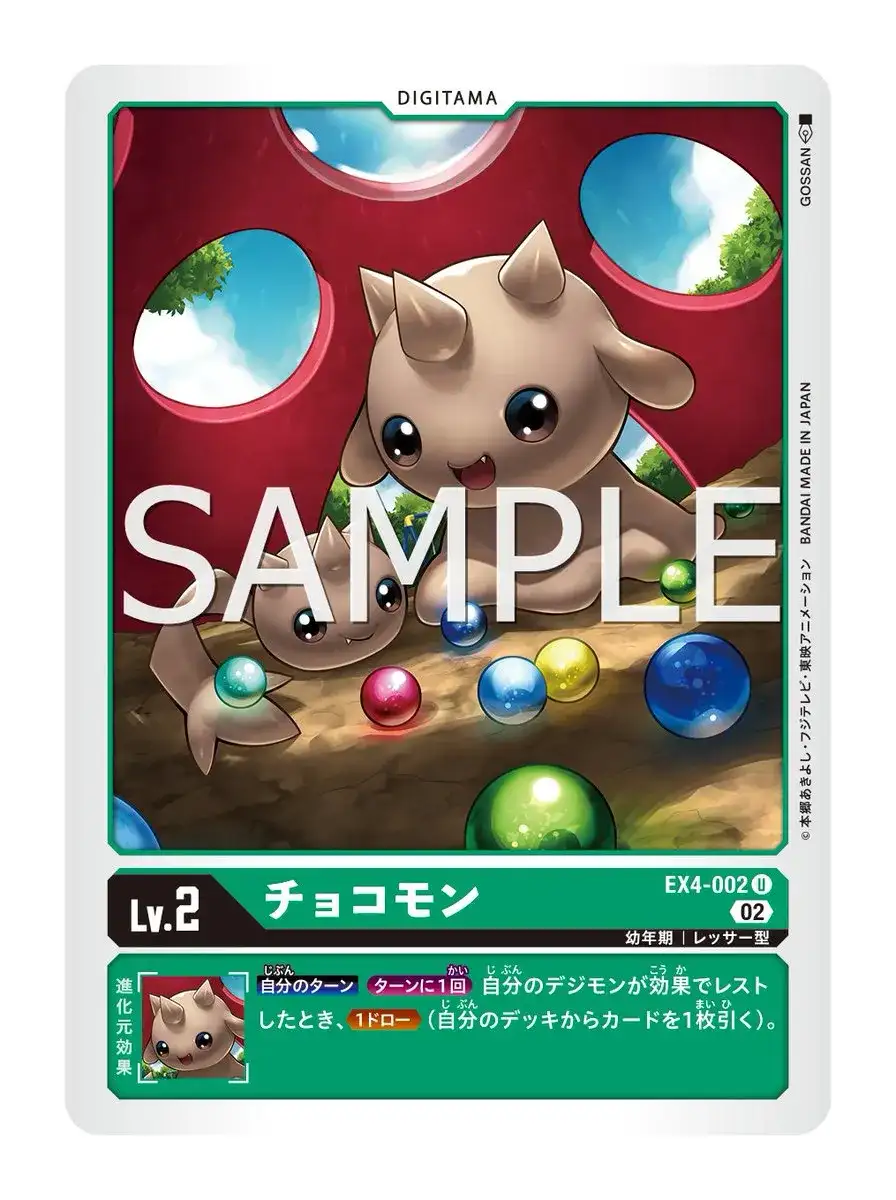 DIGITAMA
GOSSAN
BANDAI MADE IN JAPAN
©本郷あきよし・フジテレビ・東映アニメーション
SAMPLE
Lv.2
チョコモン
EX4-002 U
02
幼年期 | レッサー型
進化元効果
自分のターン ターンに1回 自分のデジモンが効果でレスト
したとき、1ドロー（自分のデッキからカードを1枚引く）。